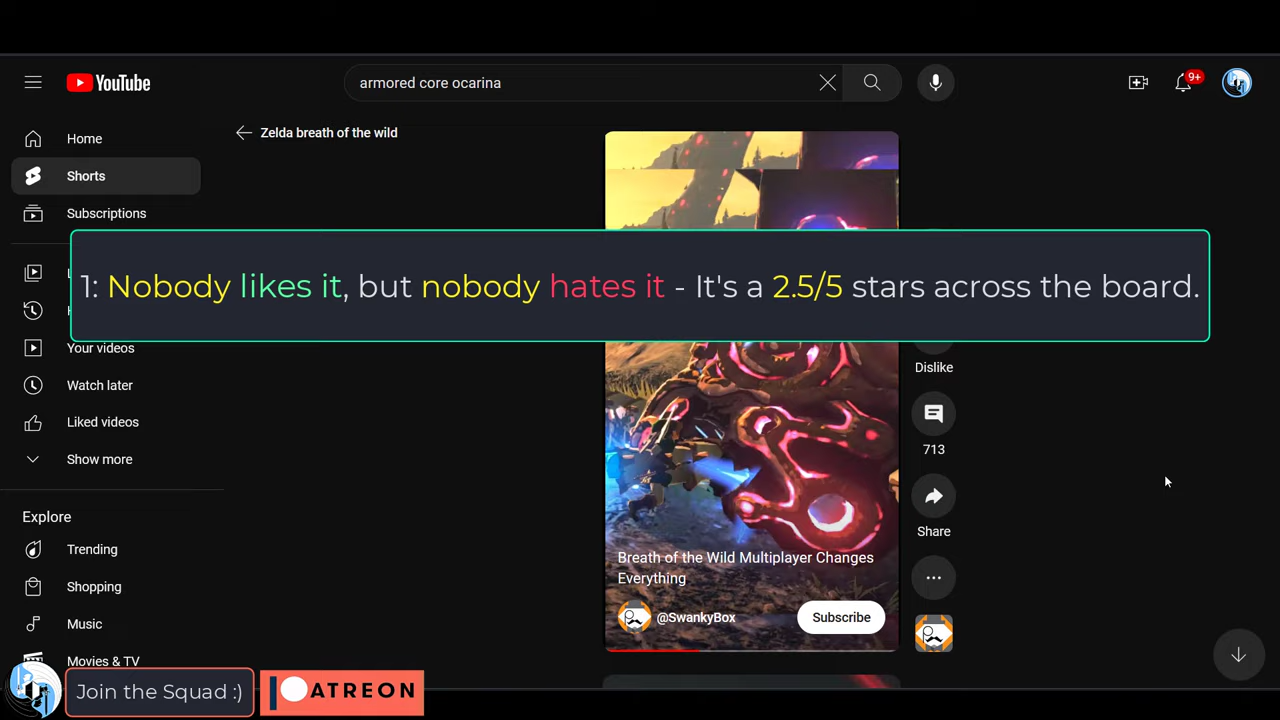 YouTube
armored core ocarina
9+
Home
Zelda breath of the wild
Shorts
Subscriptions
1: Nobody likes it, but nobody hates it - It's a 2.5/5 stars across the board.
Your videos
Dislike
Watch later
Liked videos
713
Show more
Explore
Share
Trending
Breath of the Wild Multiplayer Changes
Everything
Shopping
@SwankyBox
Subscribe
Music
Movies & TV
Join the Squad :)
PATREON